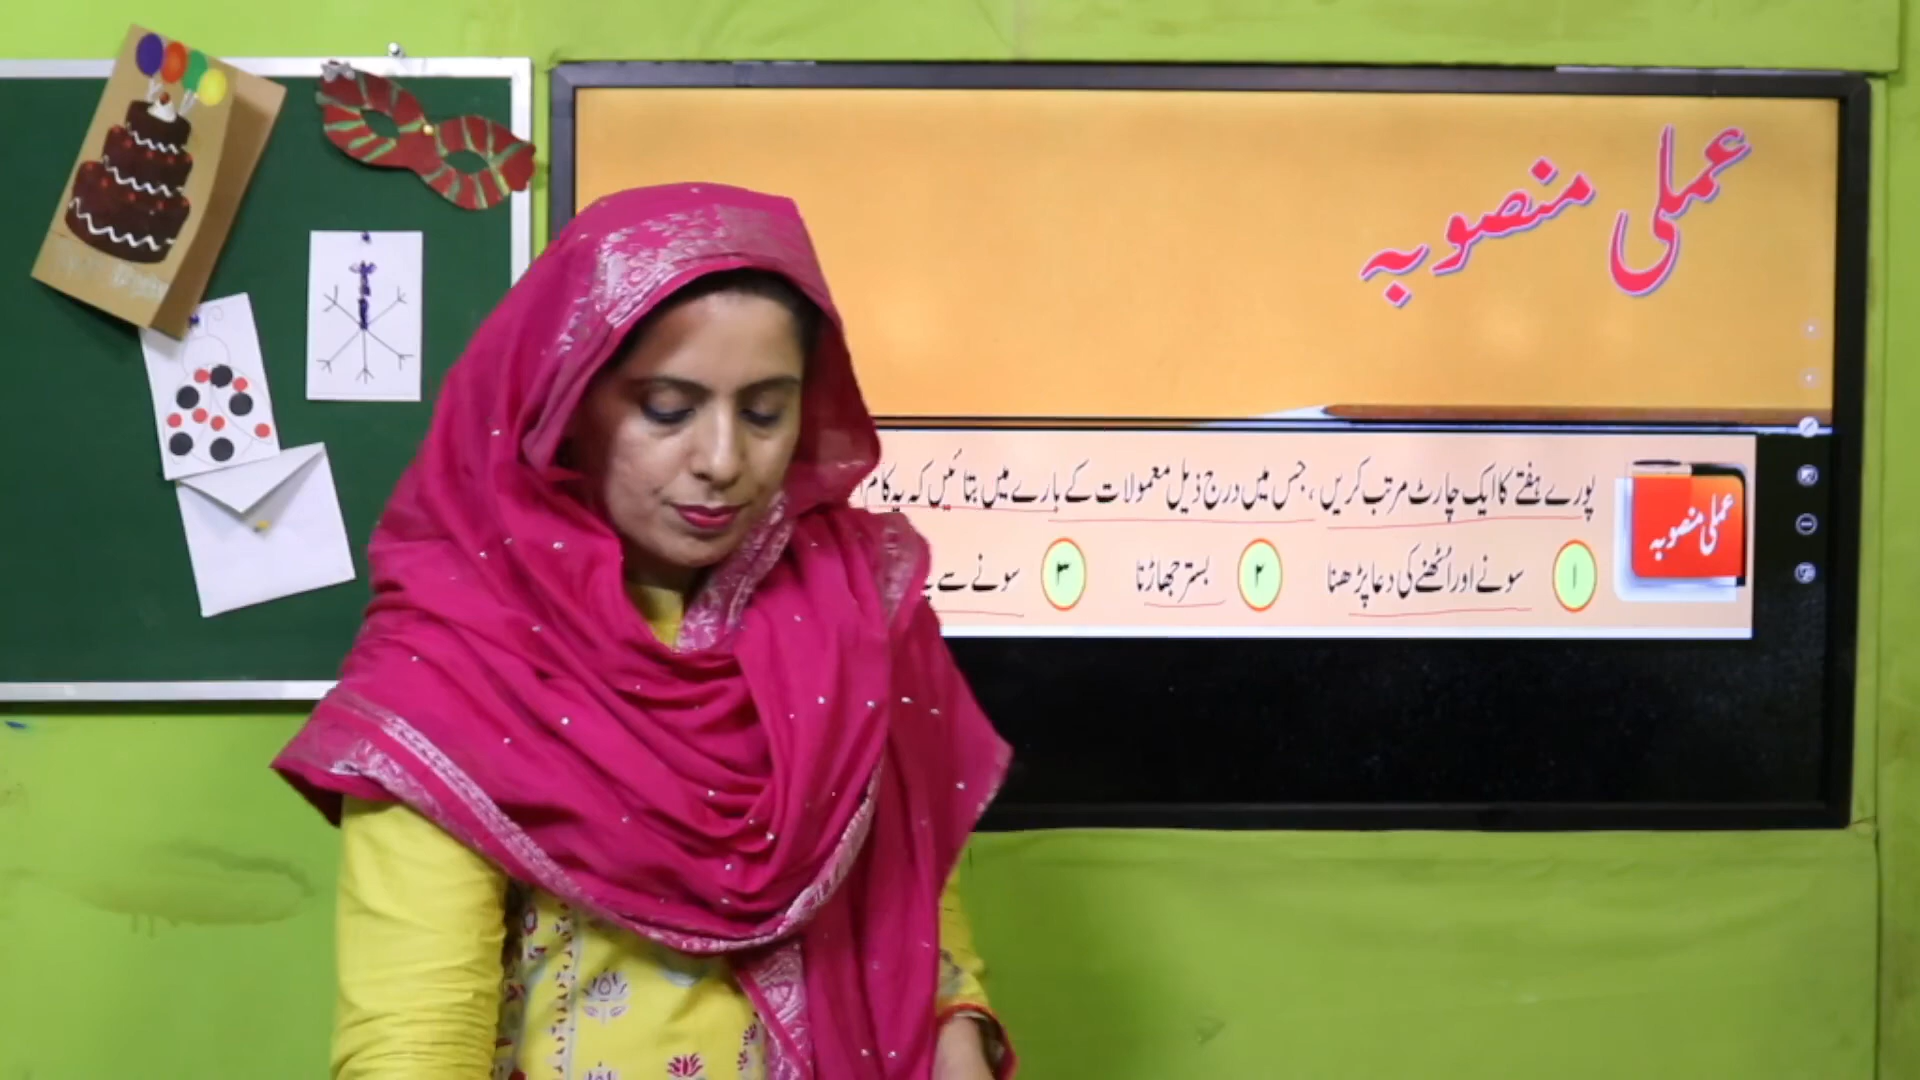 عملی منصوبہ
پورے ہفتے کا ایک چارٹ مرتب کریں، جس میں درج ذیل معمولات کے بارے میں بتائیں کہ یہ کام
عملی منصوبہ
۱ سونے اور اُٹھنے کی دعا پڑھنا ۲ بستر جھاڑنا ۳ سونے سے